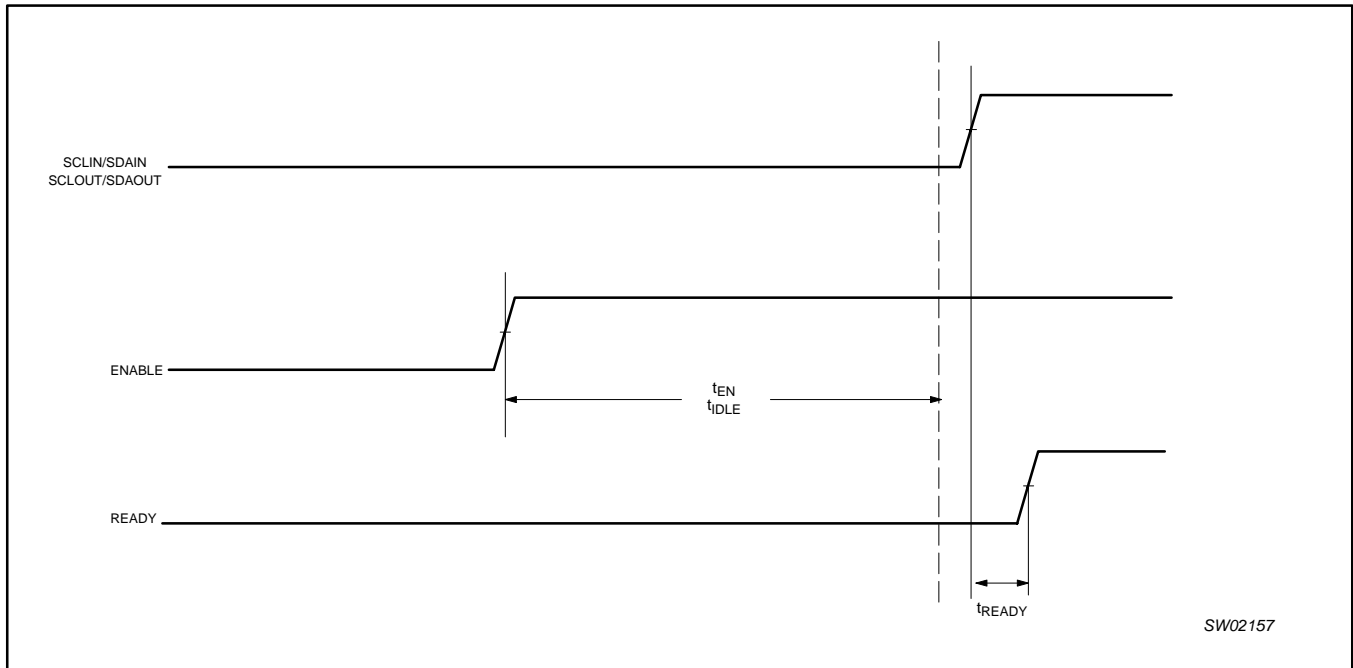 SCLIN/SDAIN
SCLOUT/SDAOUT
ENABLE
tEN
tIDLE
READY
tREADY
SW02157